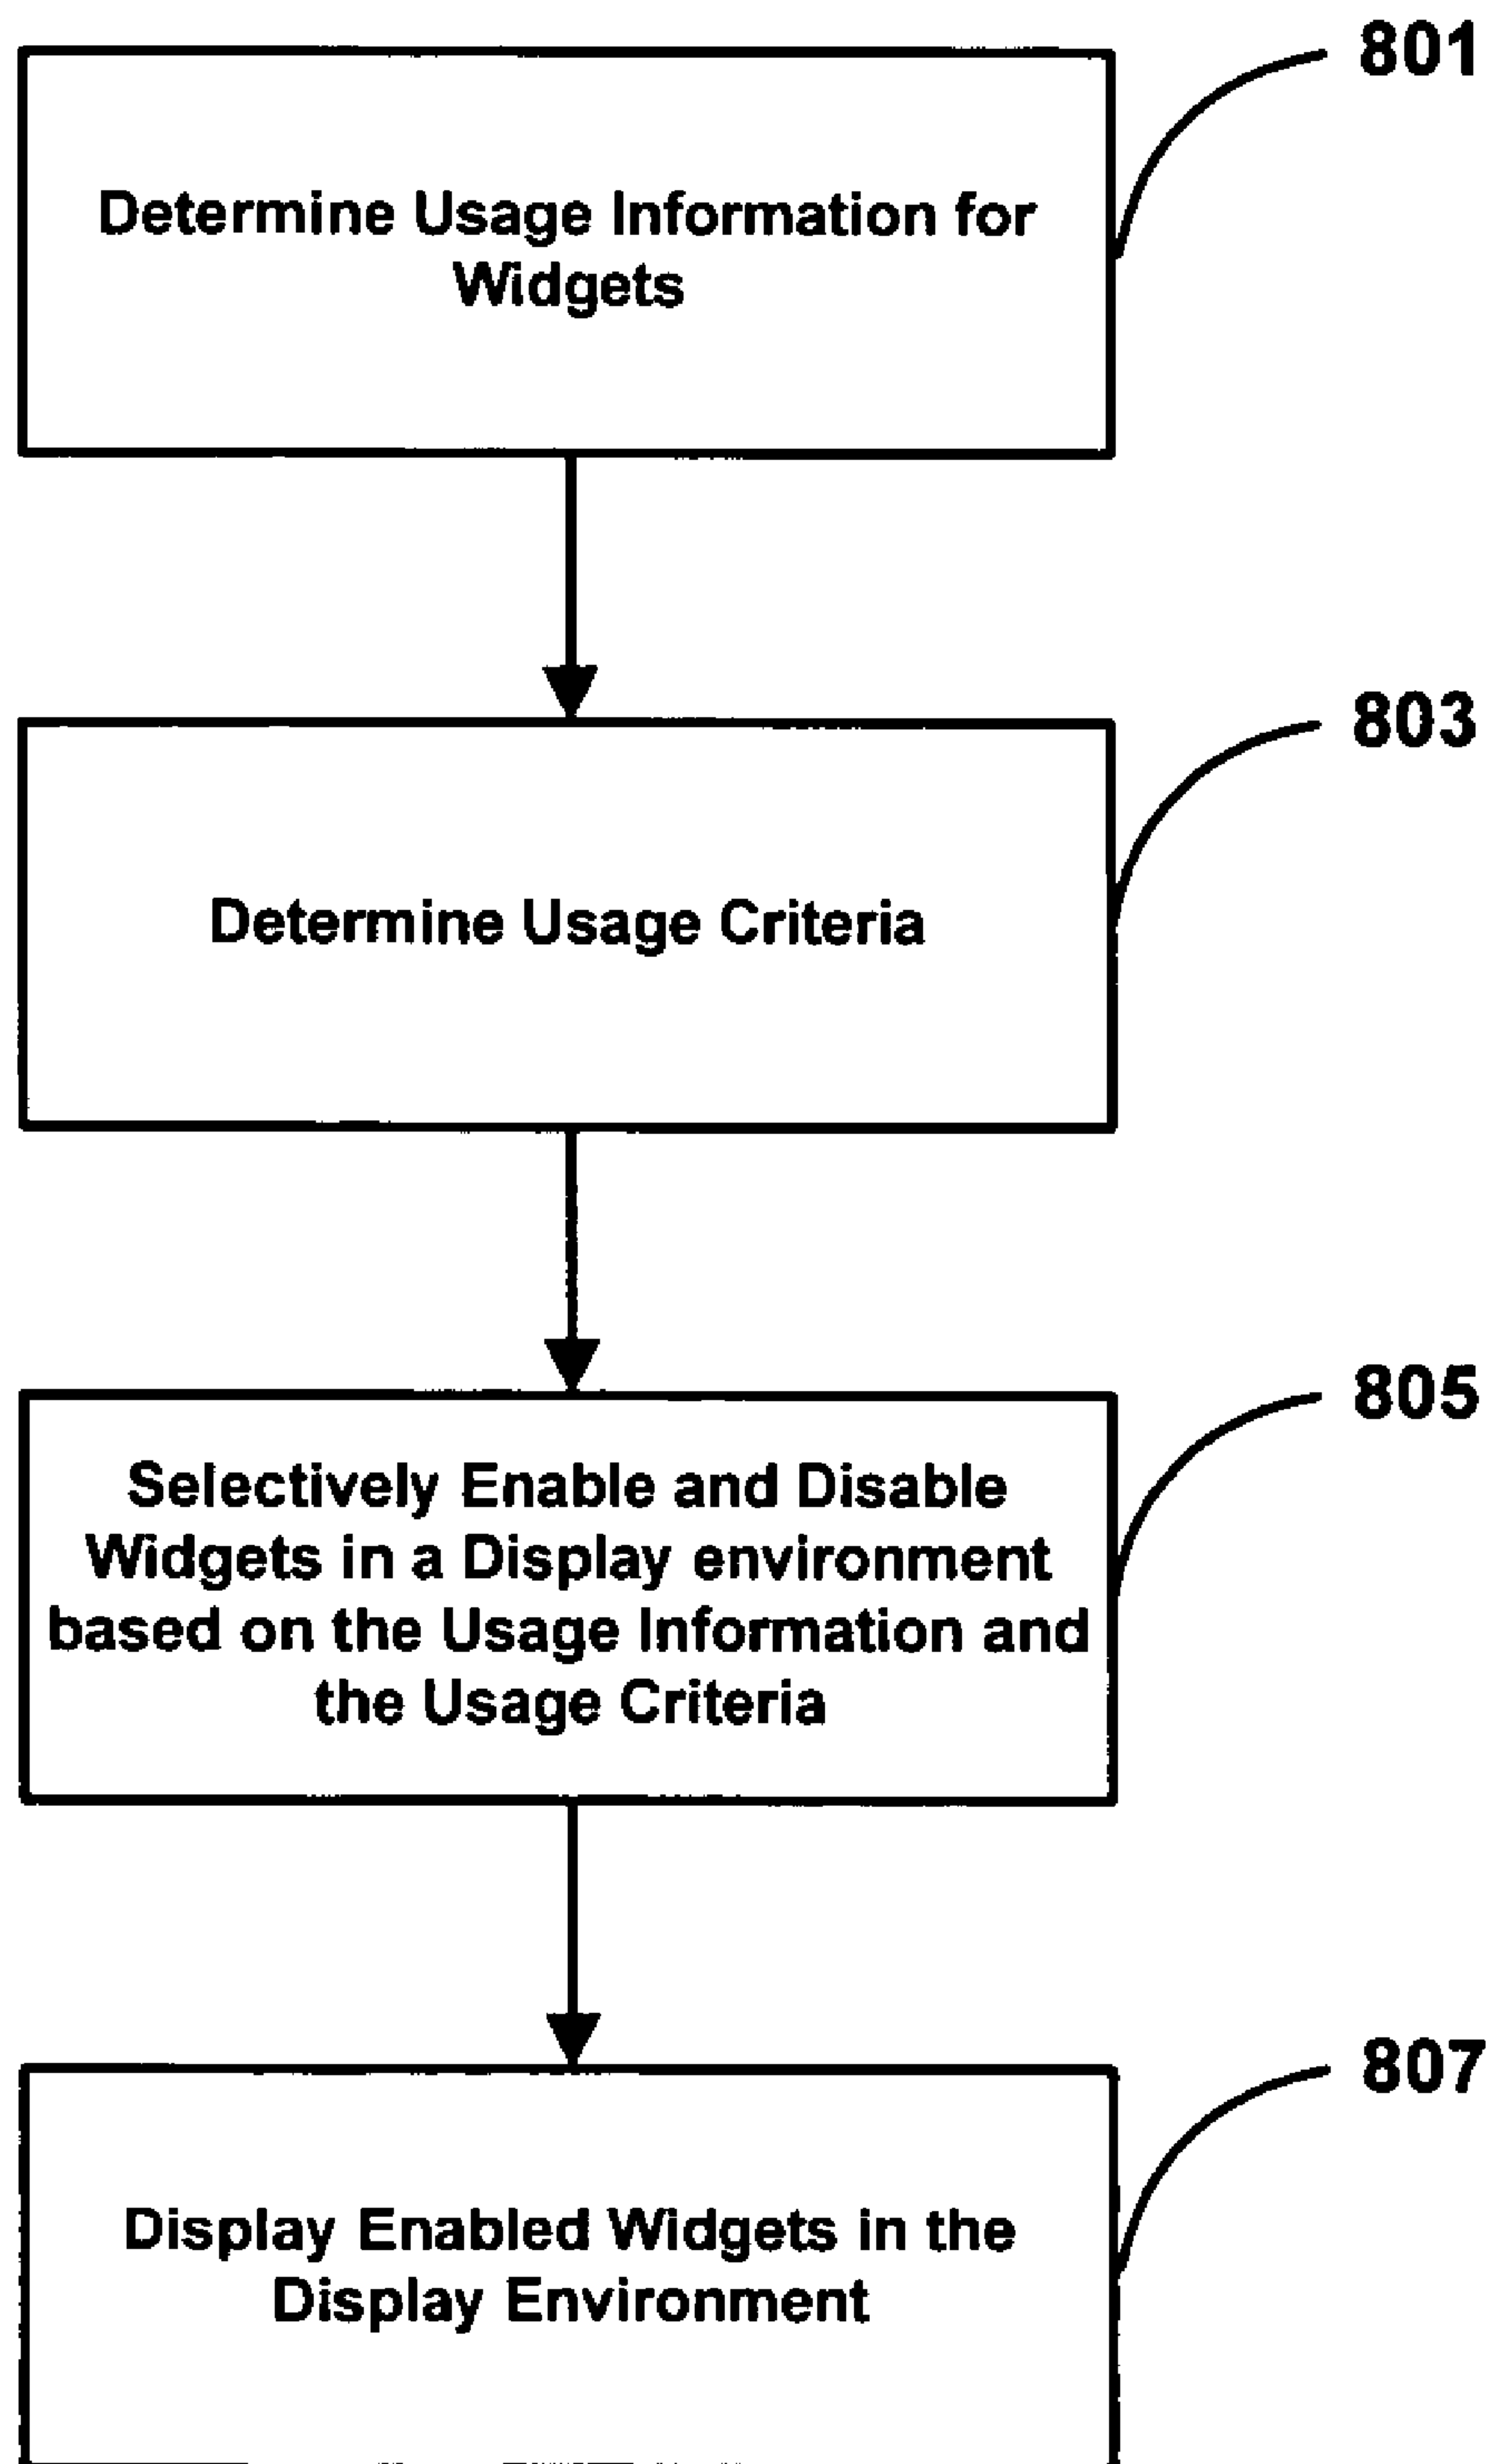 801
Determine Usage Information for
Widgets
803
Determine Usage Criteria
805
Selectively Enable and Disable
Widgets in a Display environment
based on the Usage Information and
the Usage Criteria
807
Display Enabled Widgets in the
Display Environment